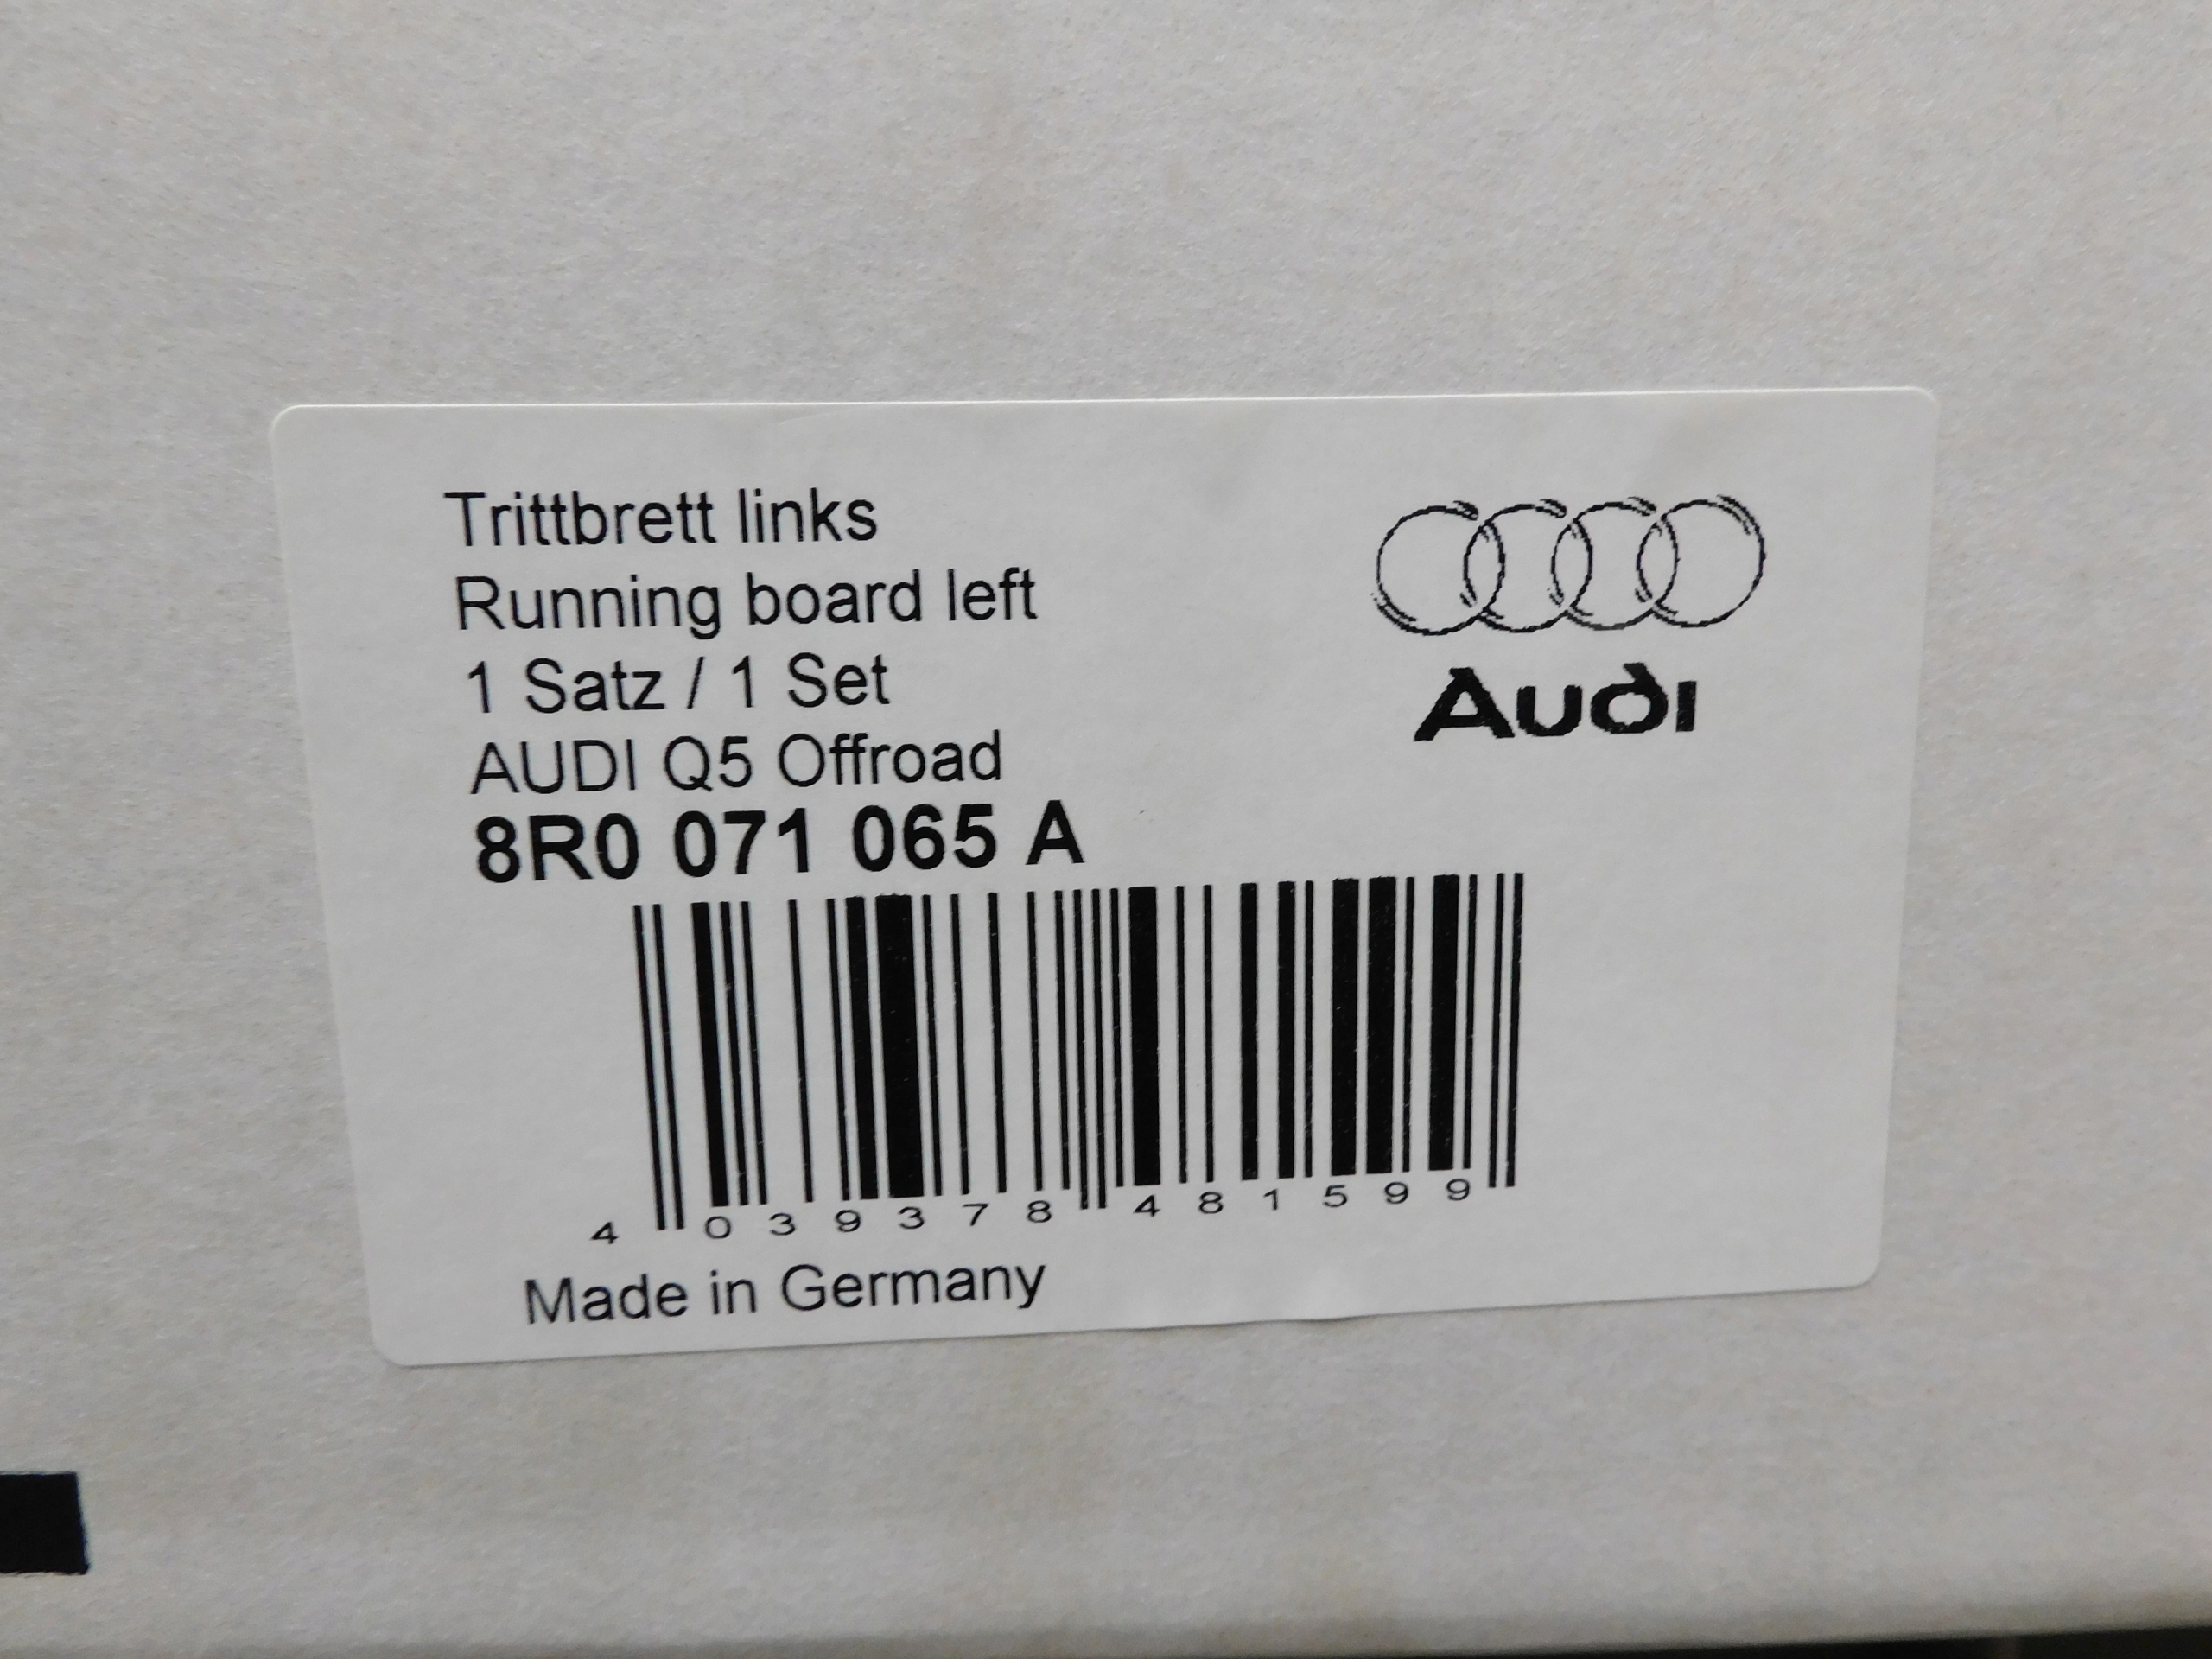 Trittbrett links
Running board left
1 Satz / 1 Set
AUDI Q5 Offroad
8R0 071 065 A
4 039378 481599
Made in Germany
Audi